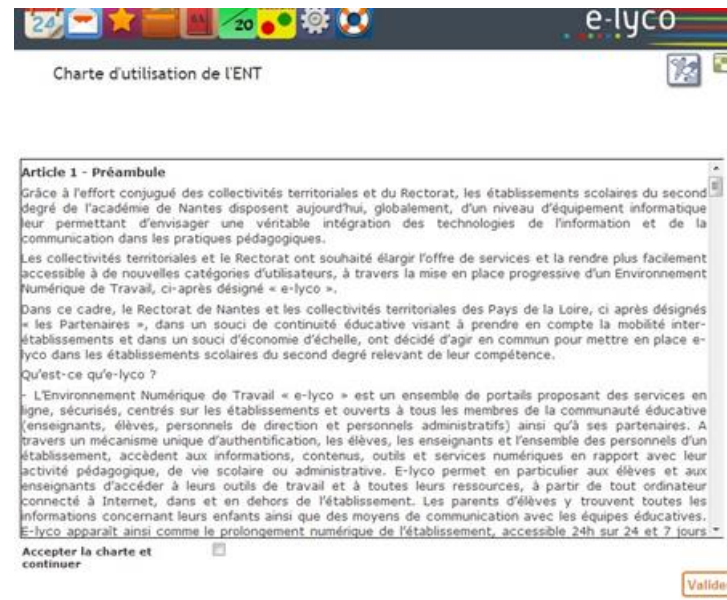 24
20
e-lyco
Charte d'utilisation de l'ENT
Article 1 - Préambule
Grâce à l'effort conjugué des collectivités territoriales et du Rectorat, les établissements scolaires du second
degré de l'académie de Nantes disposent aujourd'hui, globalement, d'un niveau d'équipement informatique
leur permettant d'envisager une véritable intégration des technologies de l'information et de la
communication dans les pratiques pédagogiques.
Les collectivités territoriales et le Rectorat ont souhaité élargir l'offre de services et la rendre plus facilement
accessible à de nouvelles catégories d'utilisateurs, à travers la mise en place progressive d'un Environnement
Numérique de Travail, ci-après désigné « e-lyco ».
Dans ce cadre, le Rectorat de Nantes et les collectivités territoriales des Pays de la Loire, ci après désignés
« les Partenaires », dans un souci de continuité éducative visant à prendre en compte la mobilité inter-
établissements et dans un souci d'économie d'échelle, ont décidé d'agir en commun pour mettre en place e-
lyco dans les établissements scolaires du second degré relevant de leur compétence.
Qu'est-ce qu'e-lyco ?
- L'Environnement Numérique de Travail « e-lyco » est un ensemble de portails proposant des services en
ligne, sécurisés, centrés sur les établissements et ouverts à tous les membres de la communauté éducative
(enseignants, élèves, personnels de direction et personnels administratifs) ainsi qu'à ses partenaires. A
travers un mécanisme unique d'authentification, les élèves, les enseignants et l'ensemble des personnels d'un
établissement, accèdent aux informations, contenus, outils et services numériques en rapport avec leur
activité pédagogique, de vie scolaire ou administrative. E-lyco permet en particulier aux élèves et aux
enseignants d'accéder à leurs outils de travail et à toutes leurs ressources, à partir de tout ordinateur
connecté à Internet, dans et en dehors de l'établissement. Les parents d'élèves y trouvent toutes les
informations concernant leurs enfants ainsi que des moyens de communication avec les équipes éducatives.
E-lyco apparaît ainsi comme le prolongement numérique de l'établissement, accessible 24h sur 24 et 7 jours
Accepter la charte et
continuer
Valide